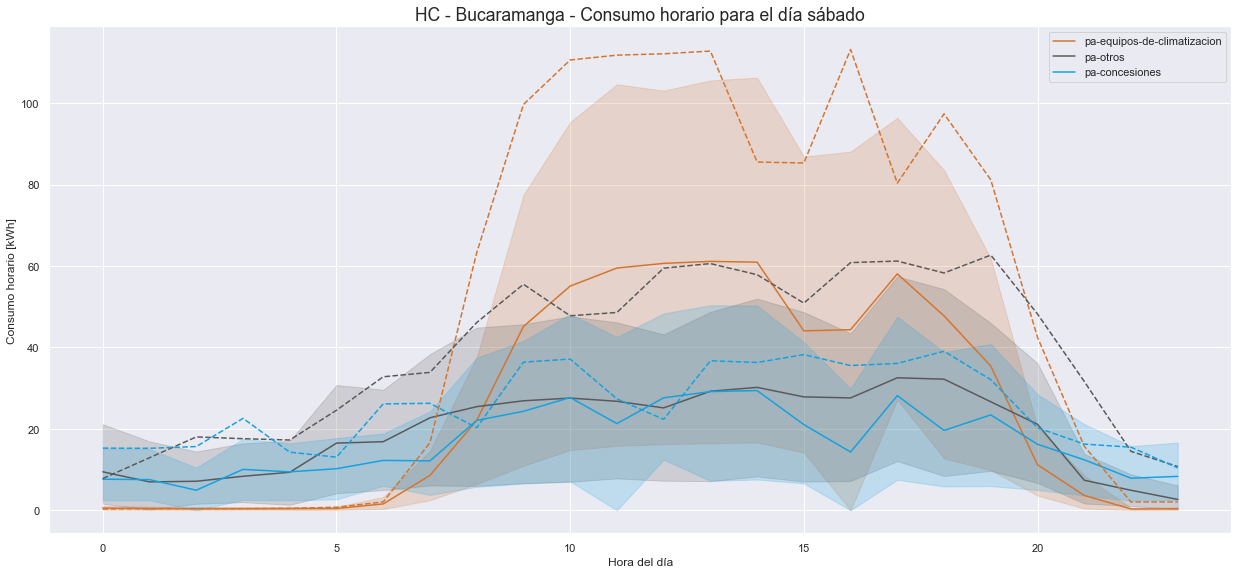 HC - Bucaramanga - Consumo horario para el día sábado
pa-equipos-de-climatizacion
pa-otros
pa-concesiones
Consumo horario [kWh]
100
80
60
40
20
0
0 5 10 15 20
Hora del día